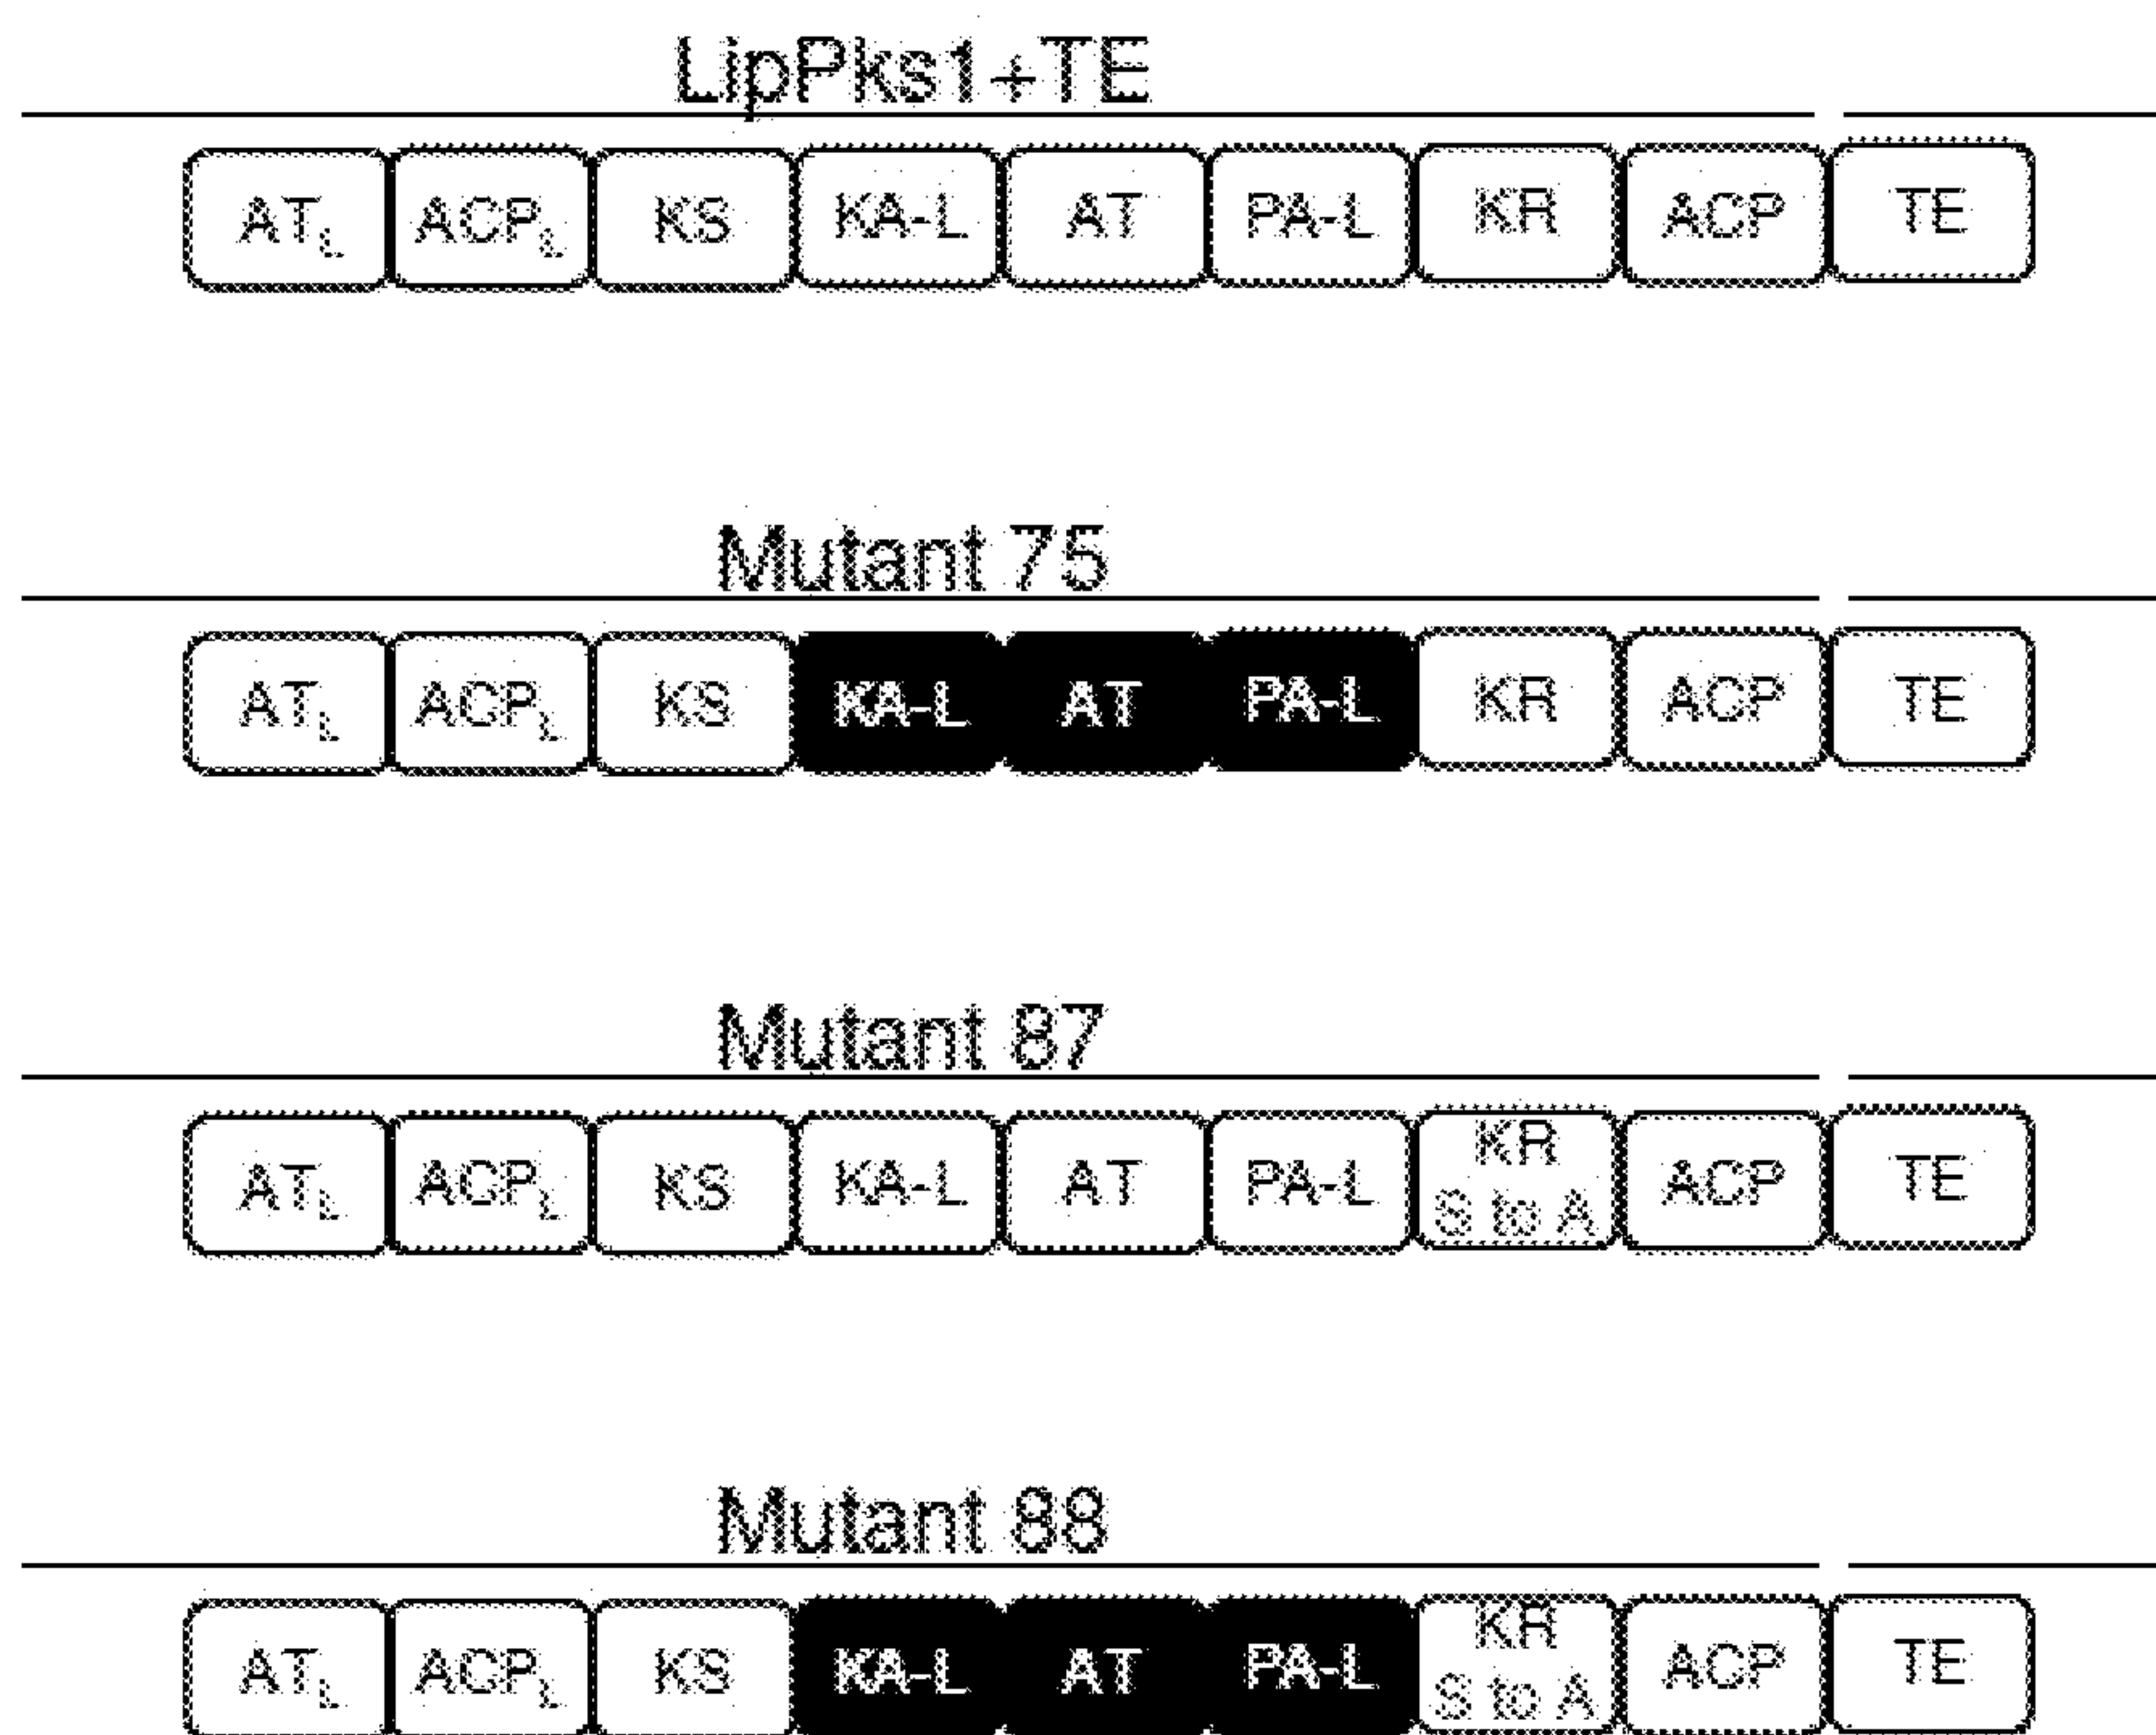 LipPks1+TE
ATL ACPL KS KA-L AT PA-L KR ACP TE
Mutant 75
ATL ACPL KS KA-L AT PA-L KR ACP TE
Mutant 87
ATL ACPL KS KA-L AT PA-L KR S to A ACP TE
Mutant 88
ATL ACPL KS KA-L AT PA-L KR S to A ACP TE